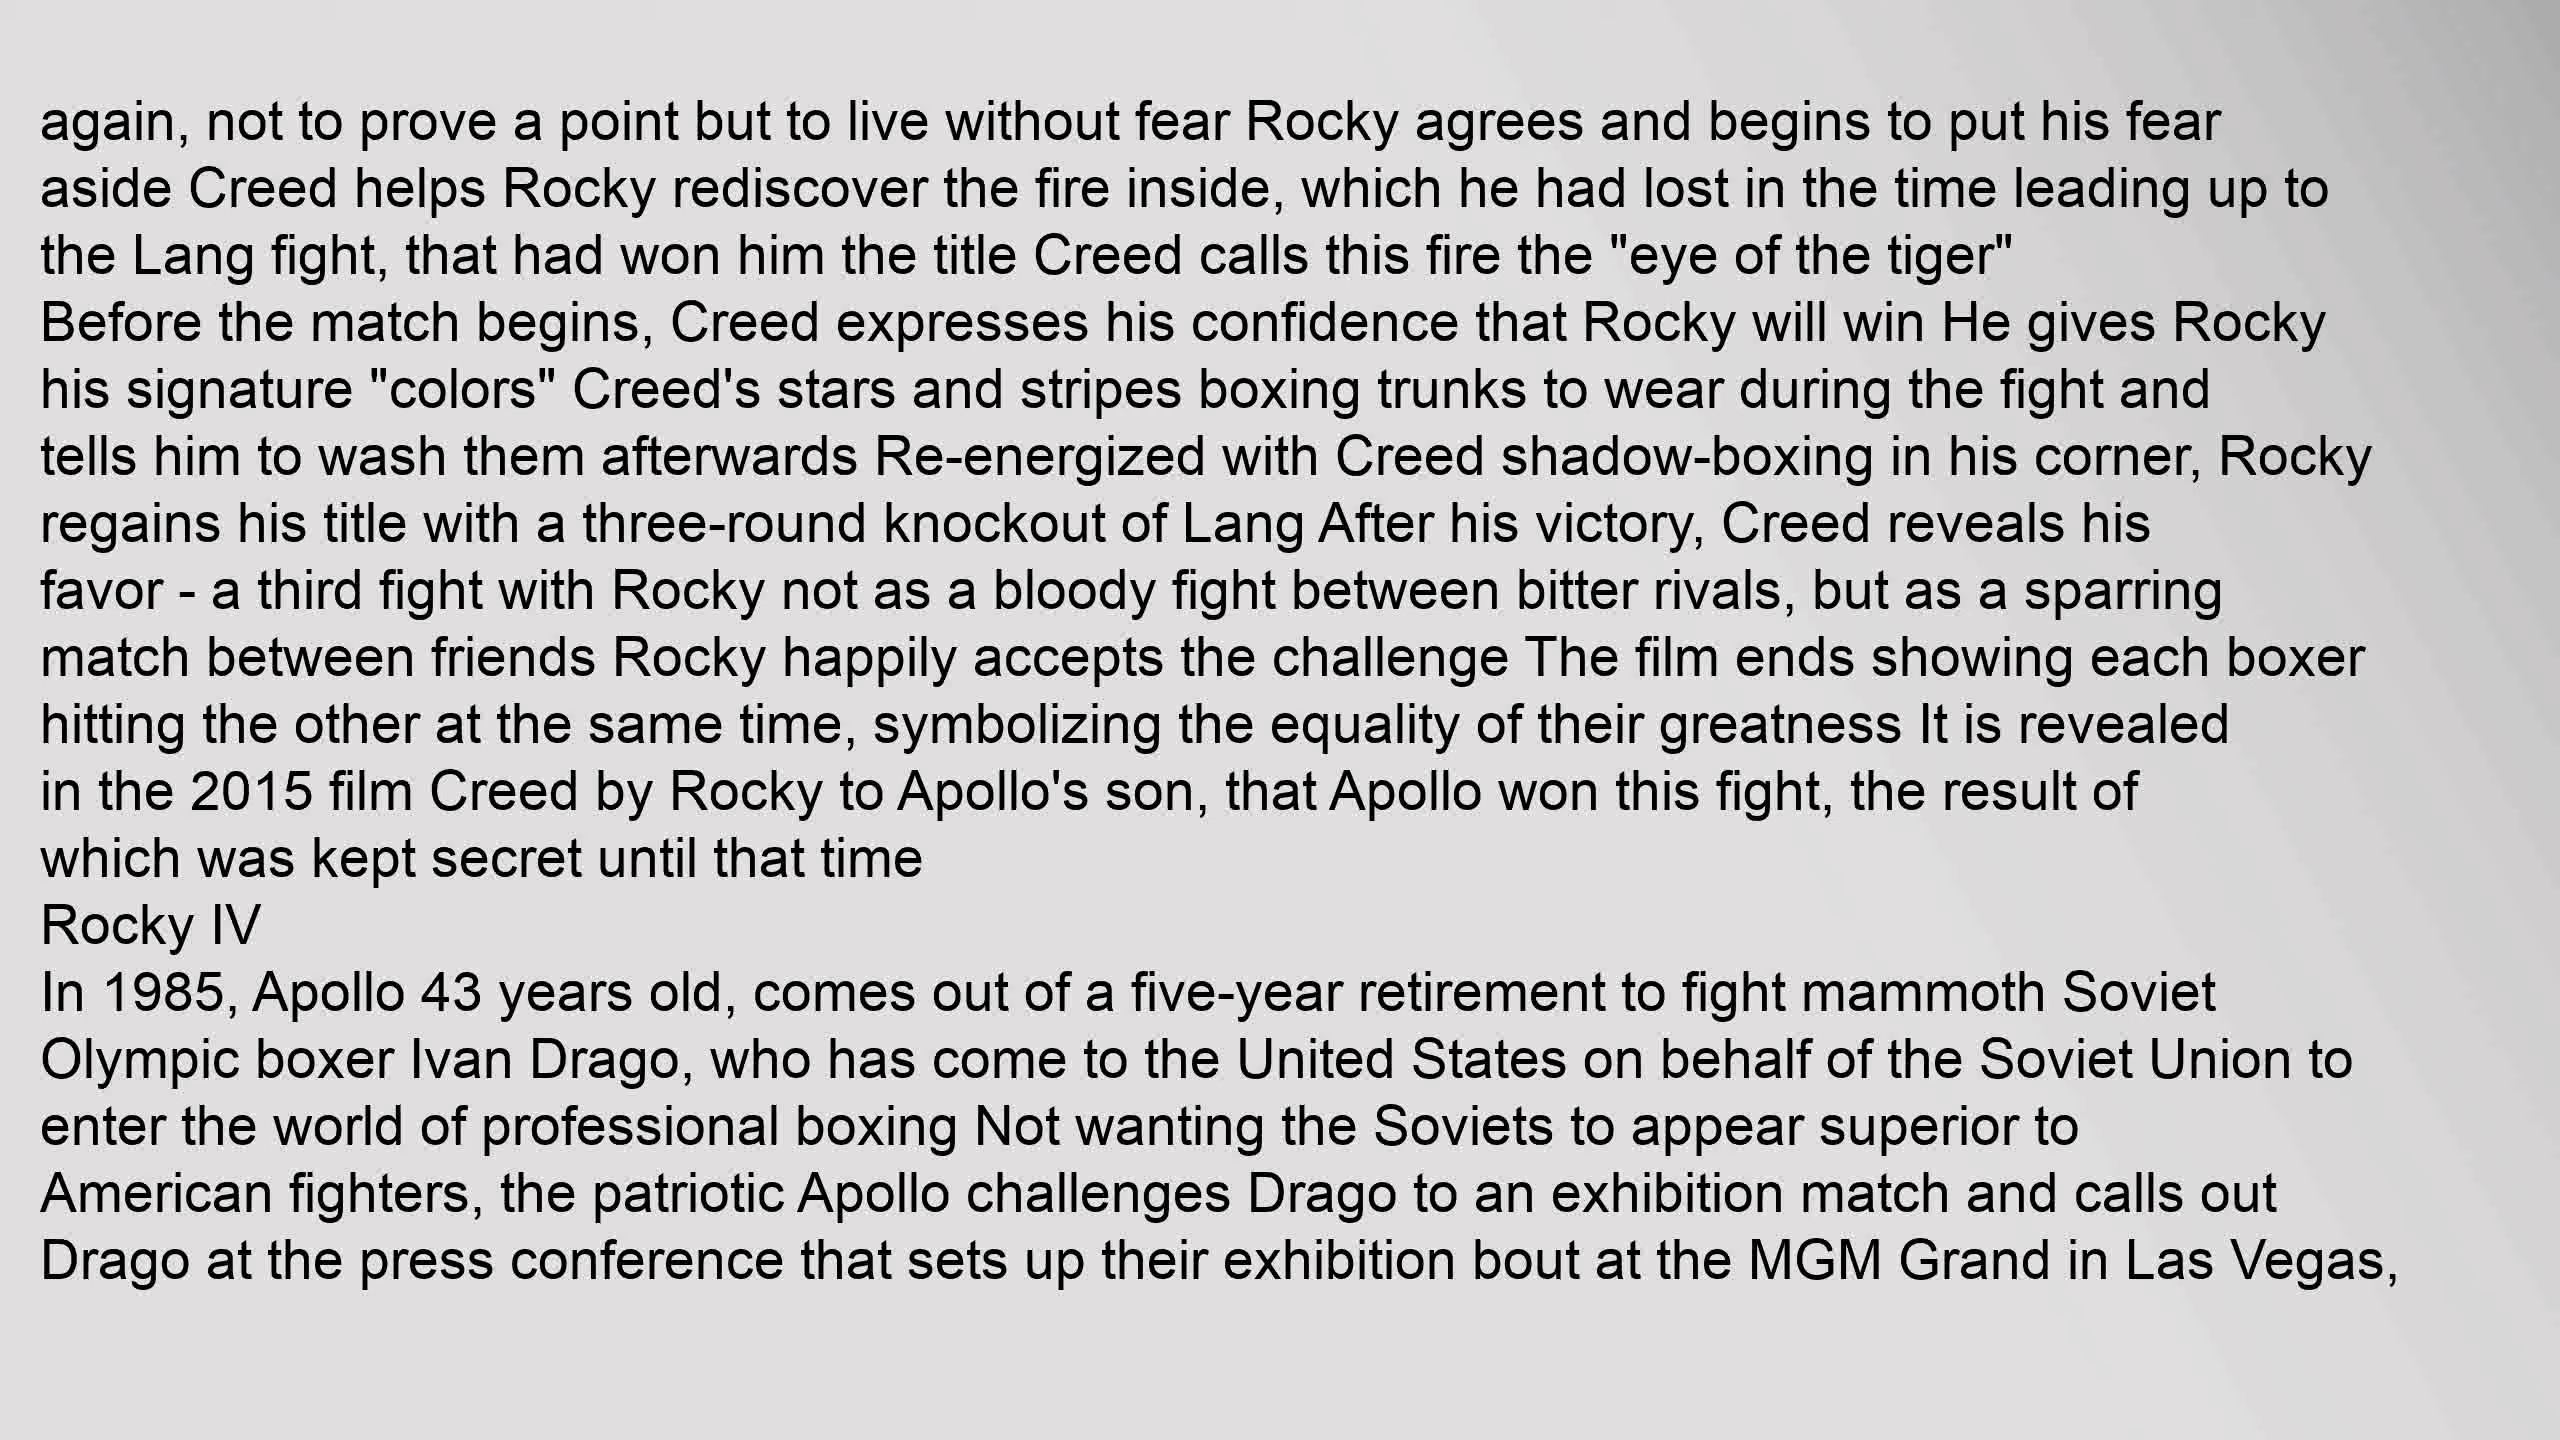 again, not to prove a point but to live without fear Rocky agrees and begins to put his fear
aside Creed helps Rocky rediscover the fire inside, which he had lost in the time leading up to
the Lang fight, that had won him the title Creed calls this fire the "eye of the tiger"
Before the match begins, Creed expresses his confidence that Rocky will win He gives Rocky
his signature "colors" Creed's stars and stripes boxing trunks to wear during the fight and
tells him to wash them afterwards Re-energized with Creed shadow-boxing in his corner, Rocky
regains his title with a three-round knockout of Lang After his victory, Creed reveals his
favor - a third fight with Rocky not as a bloody fight between bitter rivals, but as a sparring
match between friends Rocky happily accepts the challenge The film ends showing each boxer
hitting the other at the same time, symbolizing the equality of their greatness It is revealed
in the 2015 film Creed by Rocky to Apollo's son, that Apollo won this fight, the result of
which was kept secret until that time
Rocky IV
In 1985, Apollo 43 years old, comes out of a five-year retirement to fight mammoth Soviet
Olympic boxer Ivan Drago, who has come to the United States on behalf of the Soviet Union to
enter the world of professional boxing Not wanting the Soviets to appear superior to
American fighters, the patriotic Apollo challenges Drago to an exhibition match and calls out
Drago at the press conference that sets up their exhibition bout at the MGM Grand in Las Vegas,